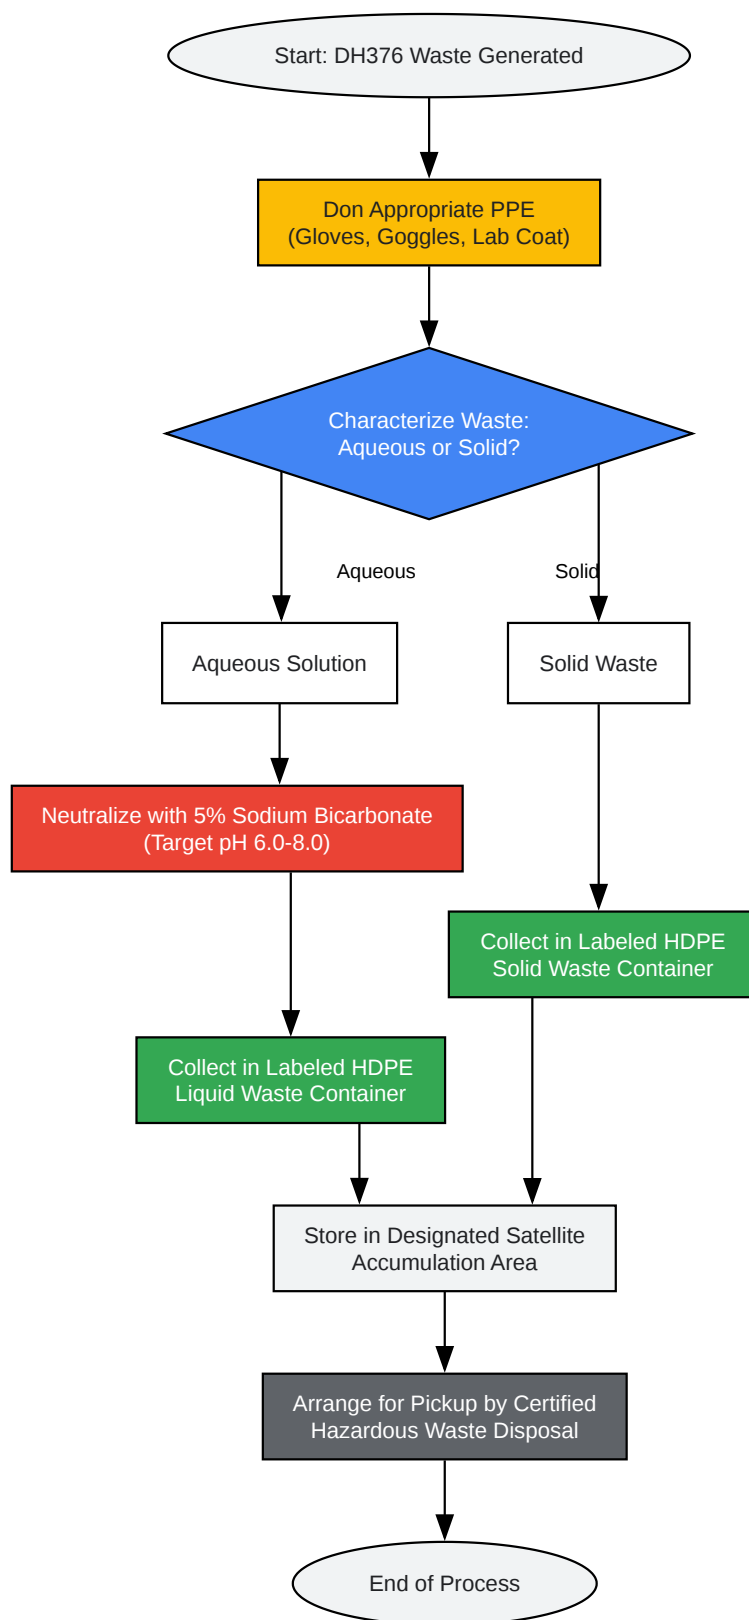 Start: DH376 Waste Generated
Don Appropriate PPE
(Gloves, Goggles, Lab Coat)
Characterize Waste:
Aqueous or Solid?
Aqueous
Solid
Aqueous Solution
Solid Waste
Neutralize with 5% Sodium Bicarbonate
(Target pH 6.0-8.0)
Collect in Labeled HDPE
Solid Waste Container
Collect in Labeled HDPE
Liquid Waste Container
Store in Designated Satellite
Accumulation Area
Arrange for Pickup by Certified
Hazardous Waste Disposal
End of Process